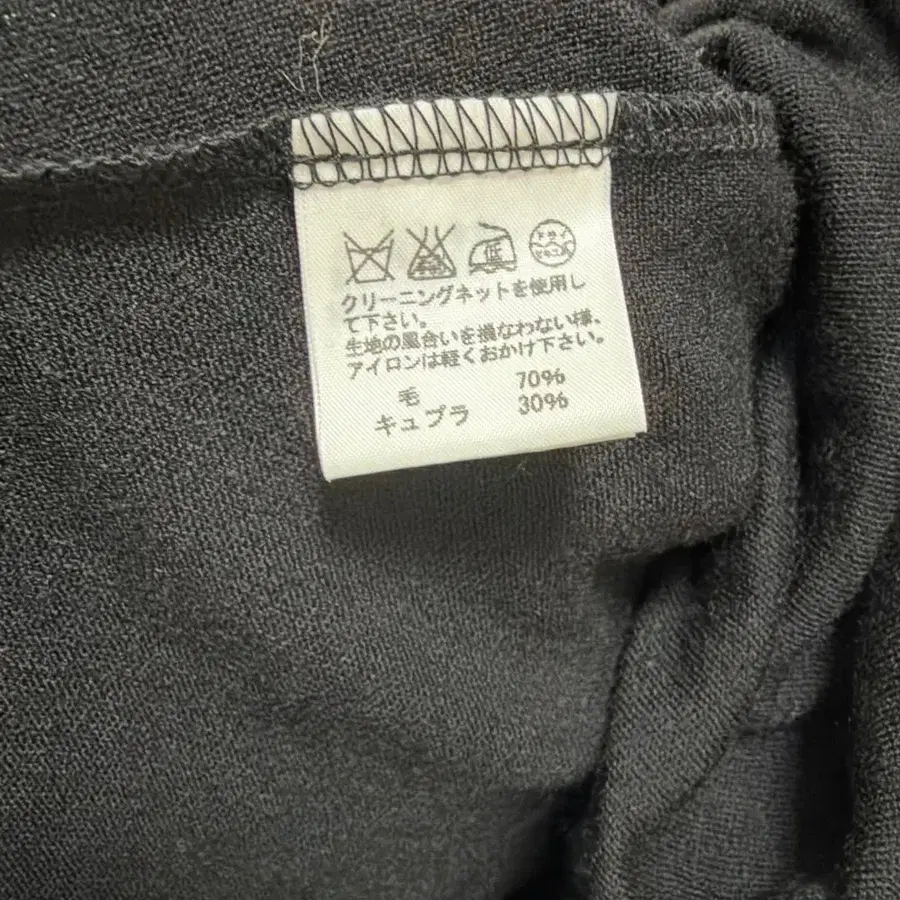 低
クリーニングネットを使用し
て下さい。
生地の風合いを損なわない様、
アイロンは軽くおかけ下さい。
毛 70%
キュプラ 30%